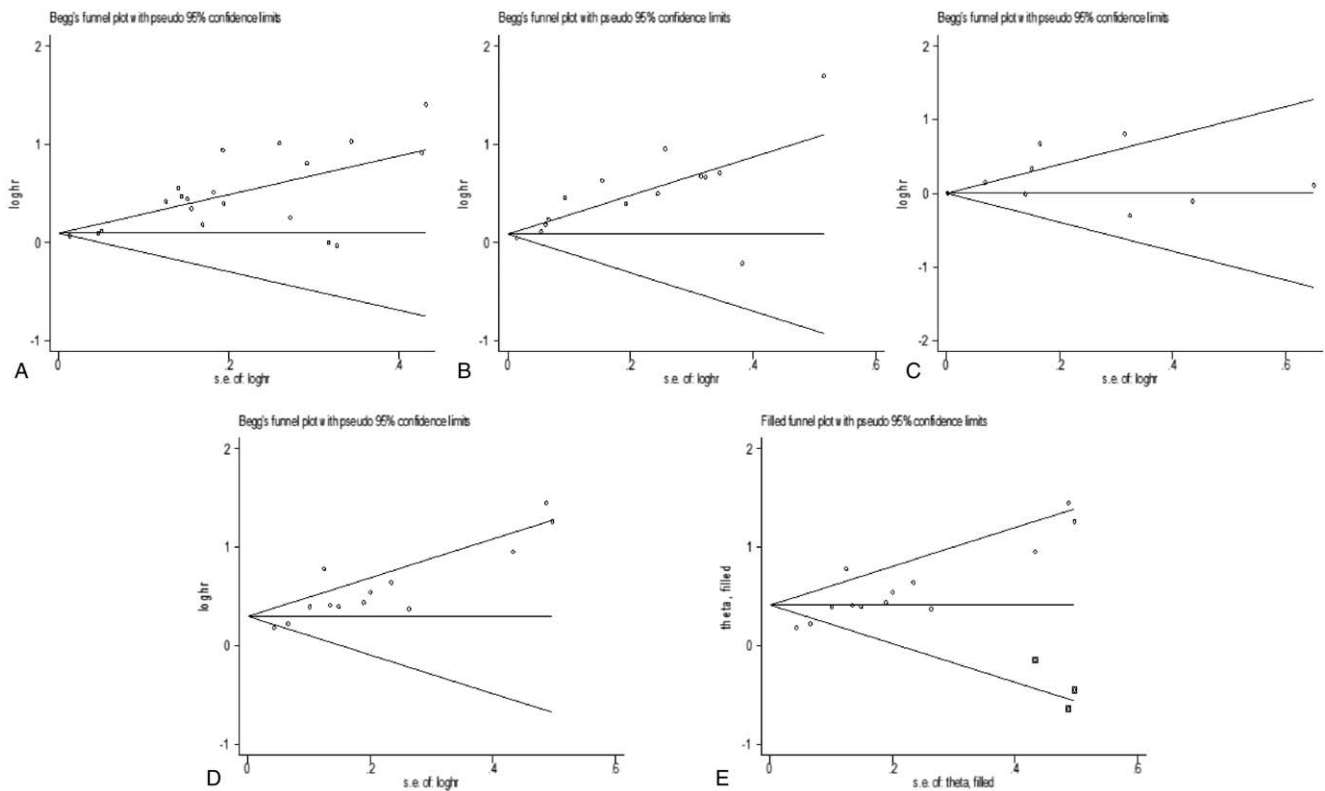 Begg's funnel plot with pseudo 95% confidence limits
2
1
0
-1
loghr
0
.2
.4
s.e. of: loghr
A
Begg's funnel plot with pseudo 95% confidence limits
2
1
0
-1
loghr
0
.2
.4
.6
s.e. of: loghr
B
Begg's funnel plot with pseudo 95% confidence limits
2
1
0
-1
-2
loghr
0
.2
.4
.6
s.e. of: loghr
C
Begg's funnel plot with pseudo 95% confidence limits
2
1
0
-1
loghr
0
.2
.4
.6
s.e. of: loghr
D
Filled funnel plot with pseudo 95% confidence limits
2
1
0
-1
theta, filled
0
.2
.4
.6
s.e. of: theta, filled
E